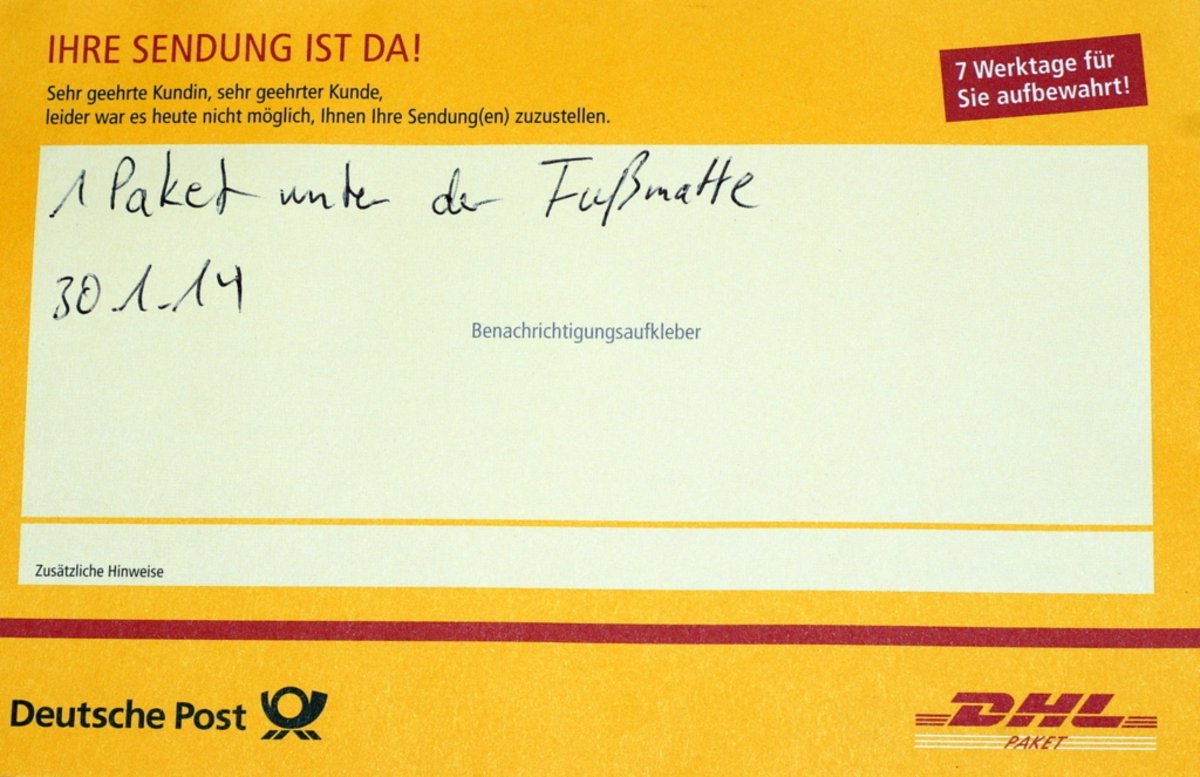 IHRE SENDUNG IST DA!
Sehr geehrte Kundin, sehr geehrter Kunde,
leider war es heute nicht möglich, Ihnen Ihre Sendung(en) zuzustellen.
7 Werktage für
Sie aufbewahrt!
1 Paket unter der Fußmatte
30.1.14
Benachrichtigungsaufkleber
Zusätzliche Hinweise
Deutsche Post
DHL
PAKET